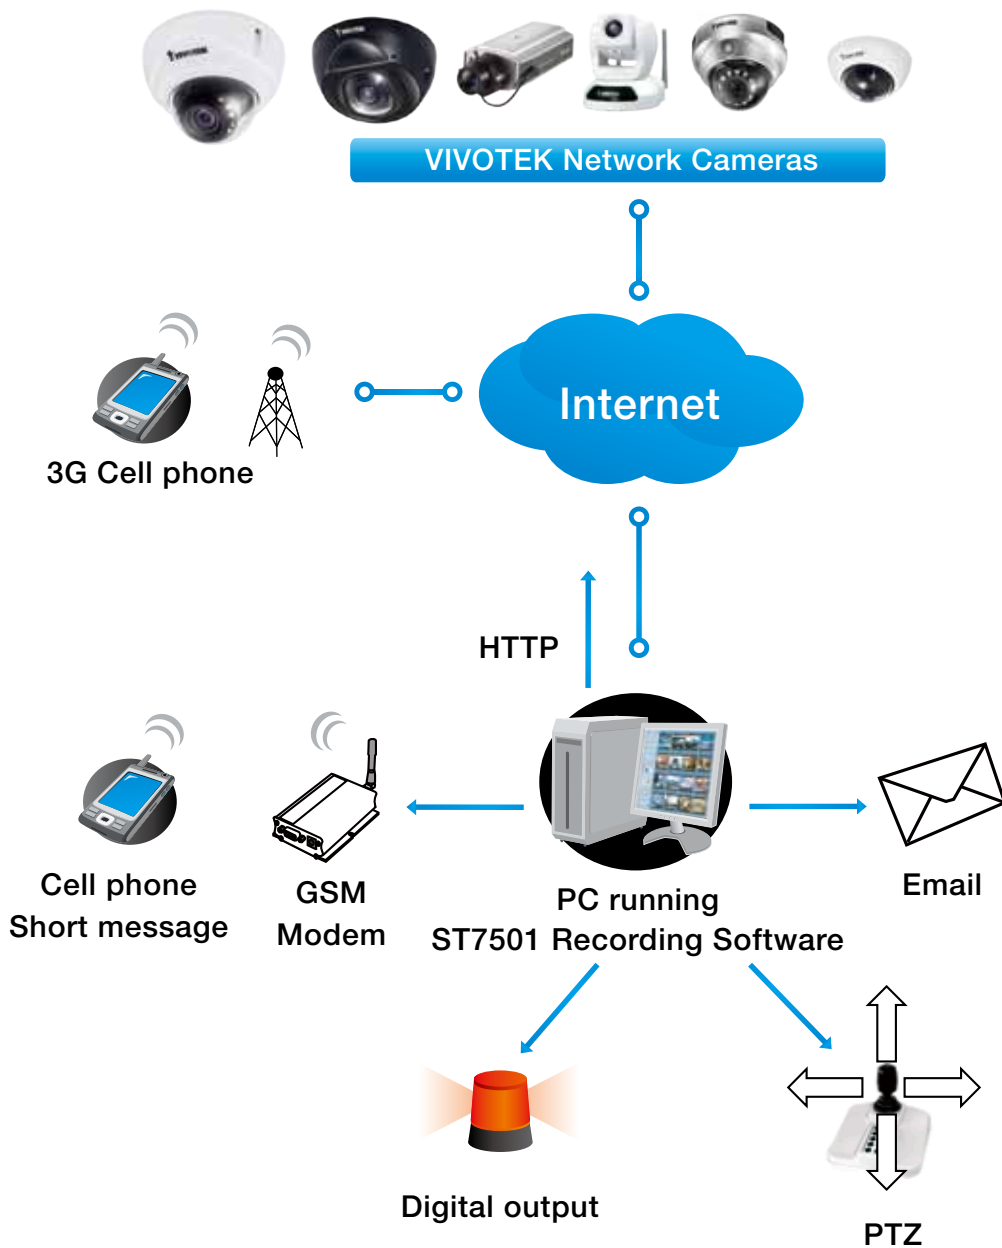 VIVOTEK Network Cameras
Internet
3G Cell phone
HTTP
Cell phone
Short message
GSM
Modem
PC running
ST7501 Recording Software
Email
Digital output
PTZ